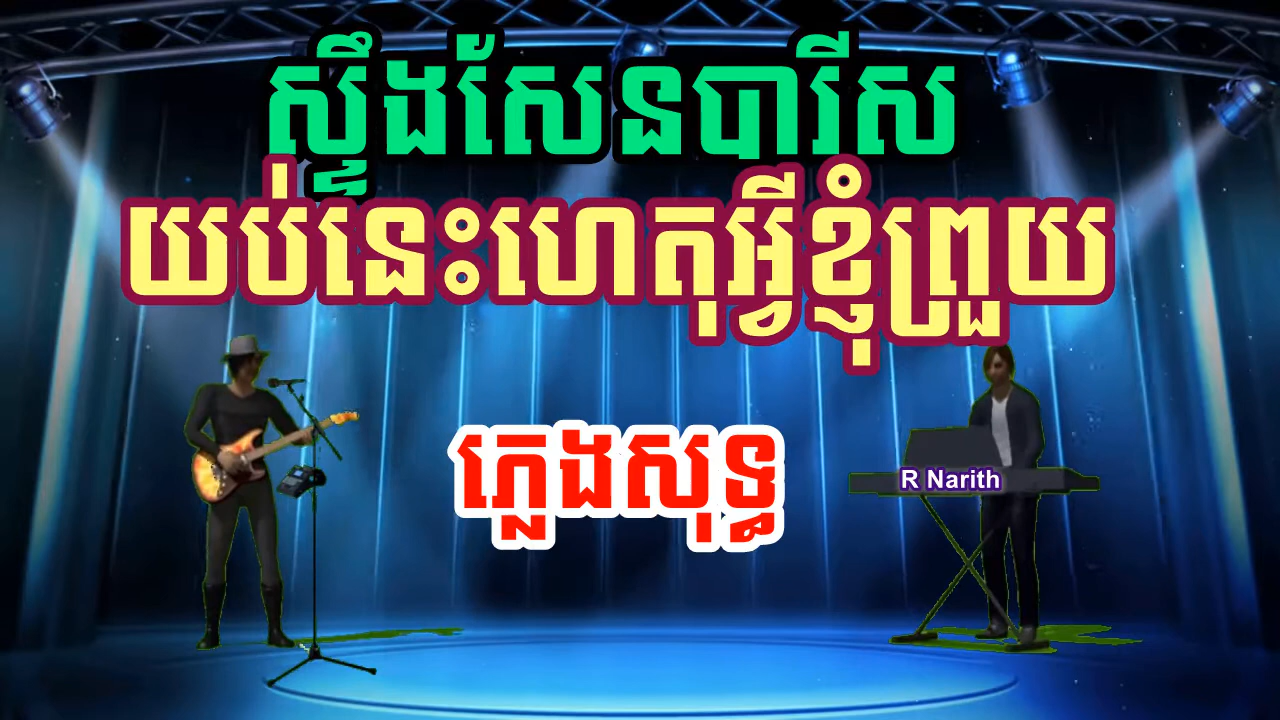 ស្ទឹងសែនបារីស
យប់នេះហេតុអ្វីខ្ញុំព្រួយ
ភ្លេងសុទ្ធ
R Narith